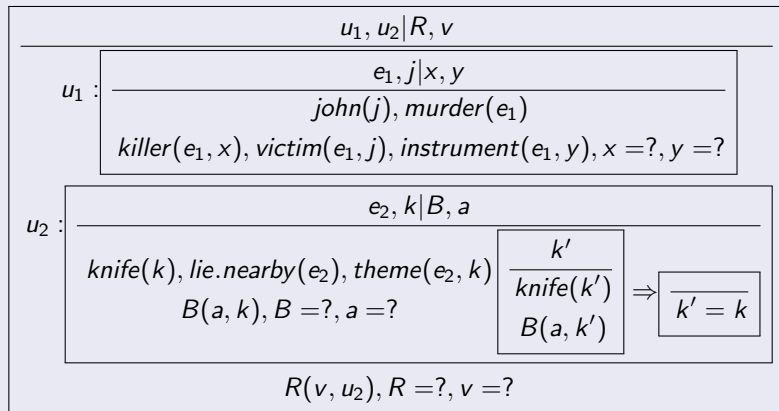 u₁, u₂|R, v
u₁ :
e₁, j|x, y
john(j), murder(e₁)
killer(e₁, x), victim(e₁, j), instrument(e₁, y), x =?, y =?
u₂ :
e₂, k|B, a
knife(k), lie.nearby(e₂), theme(e₂, k)
B(a, k), B =?, a =?
k′
knife(k′)
B(a, k′)
⇒
k′ = k
R(v, u₂), R =?, v =?